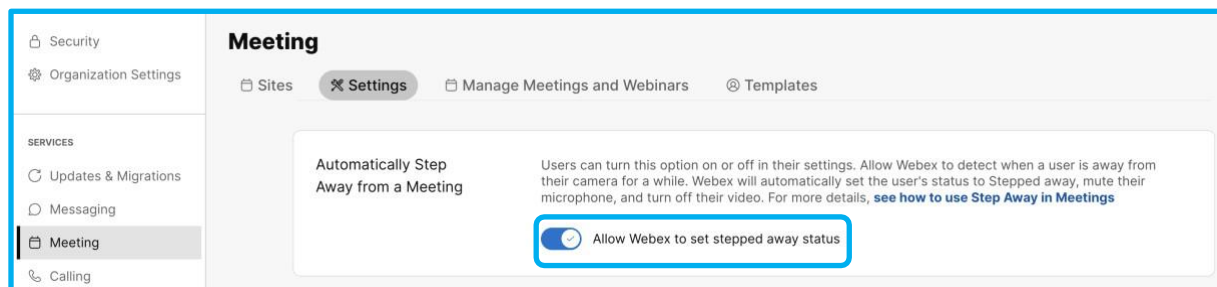 Security
Organization Settings
SERVICES
Updates & Migrations
Messaging
Meeting
Calling
Meeting
Sites
Settings
Manage Meetings and Webinars
Templates
Automatically Step
Away from a Meeting
Users can turn this option on or off in their settings. Allow Webex to detect when a user is away from
their camera for a while. Webex will automatically set the user's status to Stepped away, mute their
microphone, and turn off their video. For more details, see how to use Step Away in Meetings
Allow Webex to set stepped away status